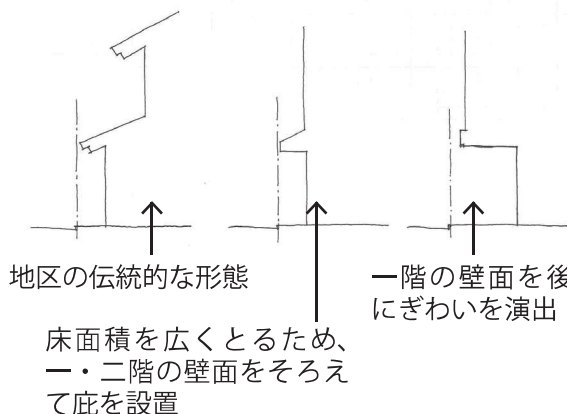 地区の伝統的な形態
床面積を広くとるため、
一・二階の壁面をそろえ
て庇を設置
一階の壁面を後
にぎわいを演出